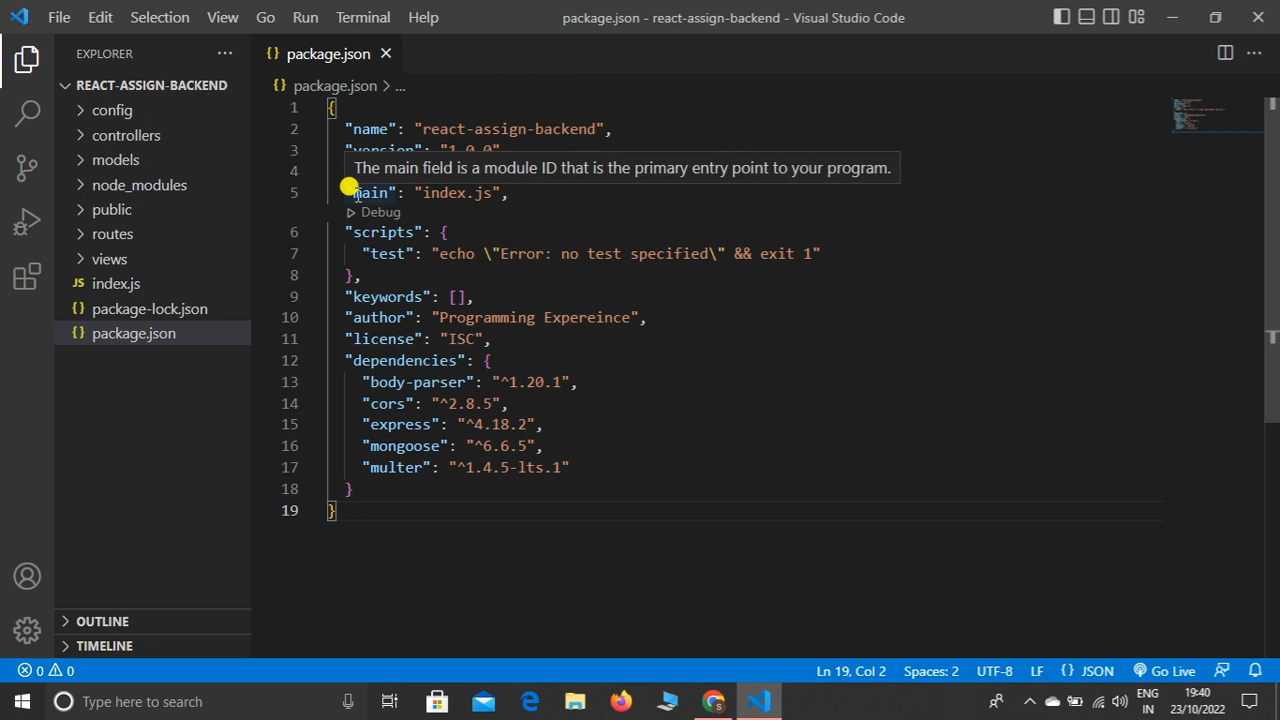 File Edit Selection View Go Run Terminal Help package.json - react-assign-backend - Visual Studio Code
EXPLORER
package.json
REACT-ASSIGN-BACKEND
package.json > ...
config
controllers
models
node_modules
public
routes
views
JS index.js
{} package-lock.json
{} package.json
OUTLINE
TIMELINE
1 {
2 "name": "react-assign-backend",
3 "version": "1.0.0"
4
The main field is a module ID that is the primary entry point to your program.
5 "main": "index.js",
Debug
6 "scripts": {
7 "test": "echo \"Error: no test specified\" && exit 1"
8 },
9 "keywords": [],
10 "author": "Programming Expereince",
11 "license": "ISC",
12 "dependencies": {
13 "body-parser": "^1.20.1",
14 "cors": "^2.8.5",
15 "express": "^4.18.2",
16 "mongoose": "^6.6.5",
17 "multer": "^1.4.5-lts.1"
18 }
19 }
0 0 Ln 19, Col 2 Spaces: 2 UTF-8 LF {} JSON Go Live
Type here to search
ENG
IN
19:40
23/10/2022